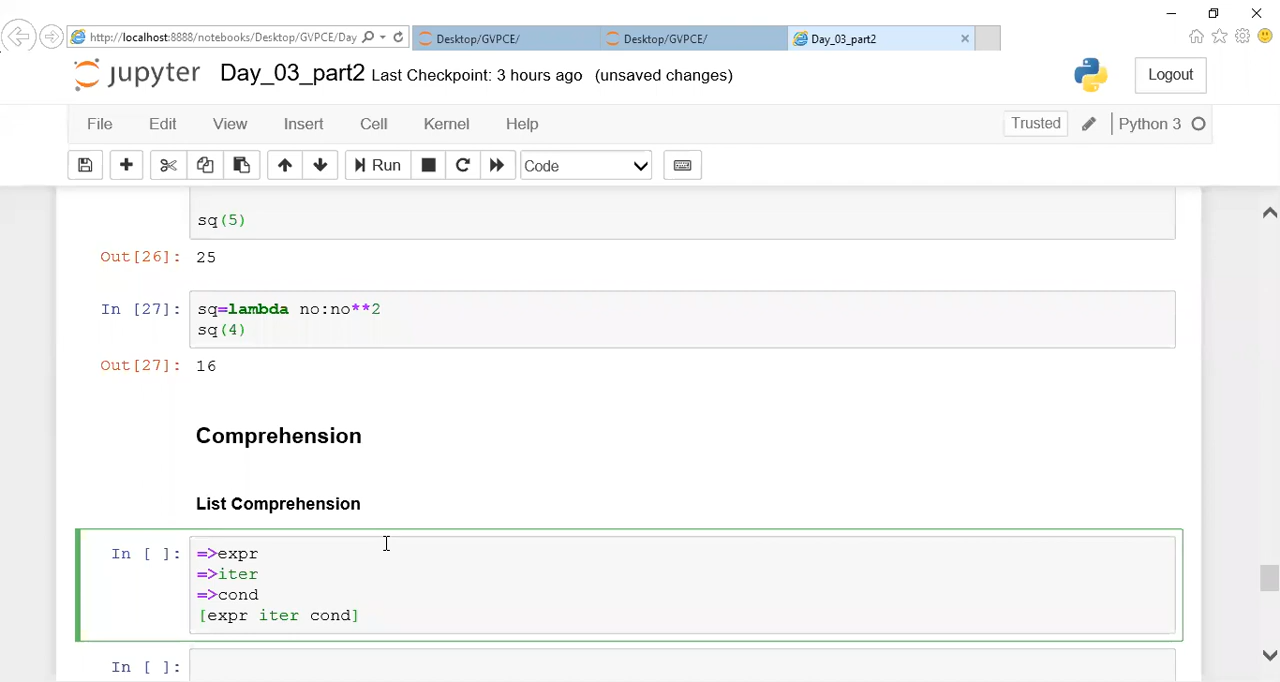 http://localhost:8888/notebooks/Desktop/GVPCE/Day
Desktop/GVPCE/
Desktop/GVPCE/
Day_03_part2
jupyter Day_03_part2 Last Checkpoint: 3 hours ago (unsaved changes)
Logout
File Edit View Insert Cell Kernel Help
Trusted
Python 3
Run
Code
sq(5)
Out[26]: 25
In [27]: sq=lambda no:no**2
sq(4)
Out[27]: 16
Comprehension
List Comprehension
In [ ]: =>expr
=>iter
=>cond
[expr iter cond]
In [ ]: